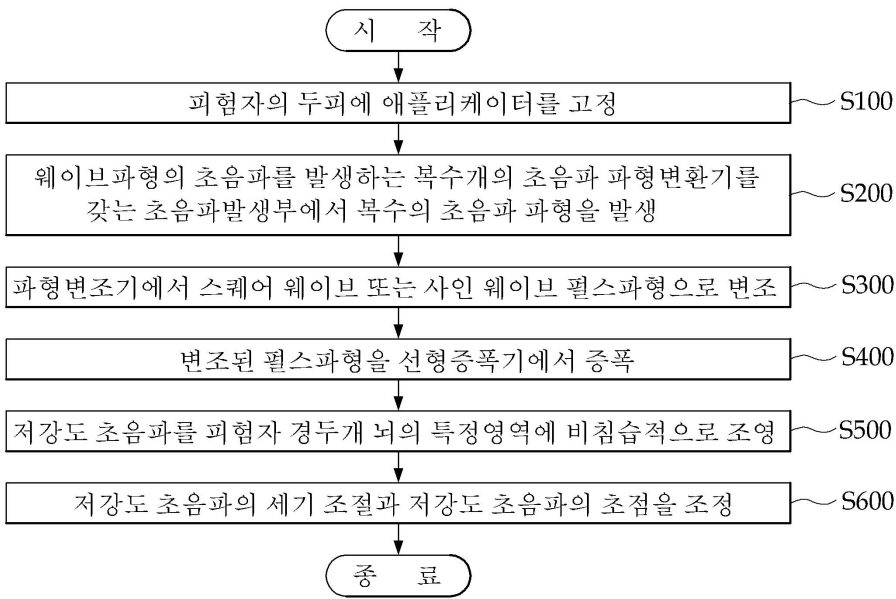 시 작
피험자의 두피에 애플리케이터를 고정
S100
웨이브파형의 초음파를 발생하는 복수개의 초음파 파형변환기를
갖는 초음파발생부에서 복수의 초음파 파형을 발생
S200
파형변조기에서 스퀘어 웨이브 또는 사인 웨이브 펄스파형으로 변조
S300
변조된 펄스파형을 선형증폭기에서 증폭
S400
저강도 초음파를 피험자 경두개 뇌의 특정영역에 비침습적으로 조영
S500
저강도 초음파의 세기 조절과 저강도 초음파의 초점을 조정
S600
종 료